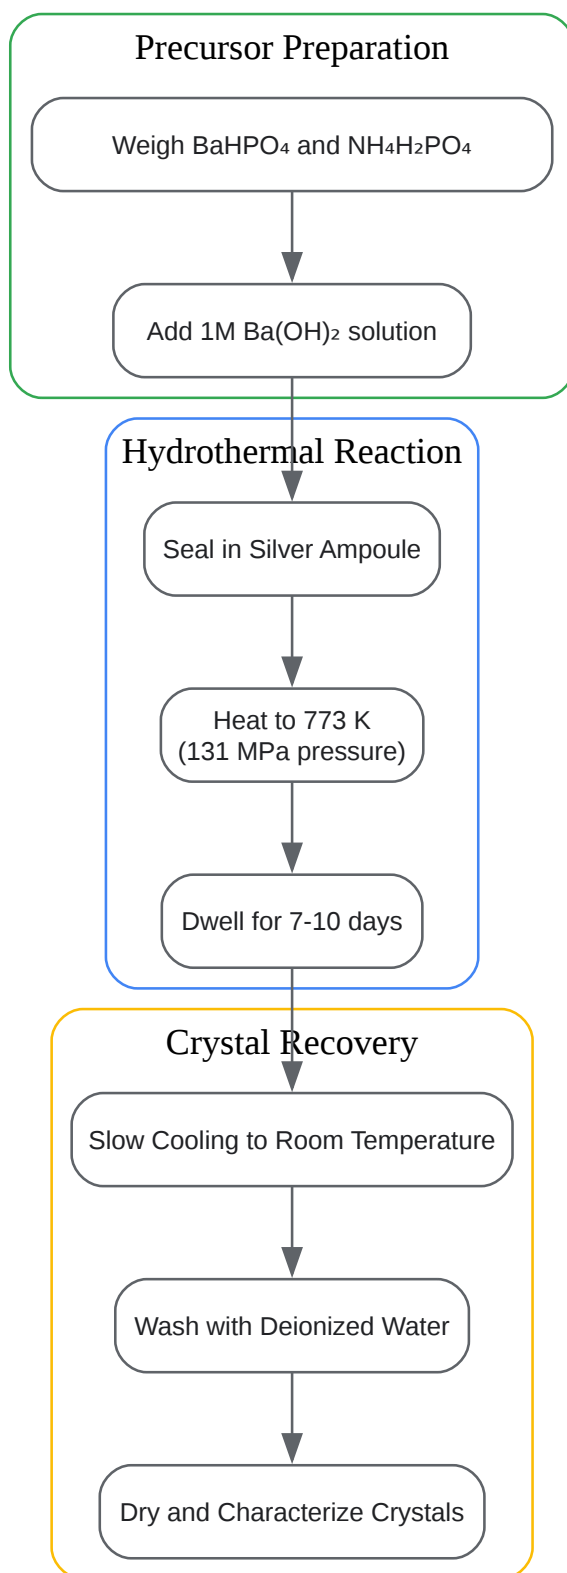 Precursor Preparation
Weigh BaHPO₄ and NH₄H₂PO₄
Add 1M Ba(OH)₂ solution
Hydrothermal Reaction
Seal in Silver Ampoule
Heat to 773 K
(131 MPa pressure)
Dwell for 7-10 days
Crystal Recovery
Slow Cooling to Room Temperature
Wash with Deionized Water
Dry and Characterize Crystals